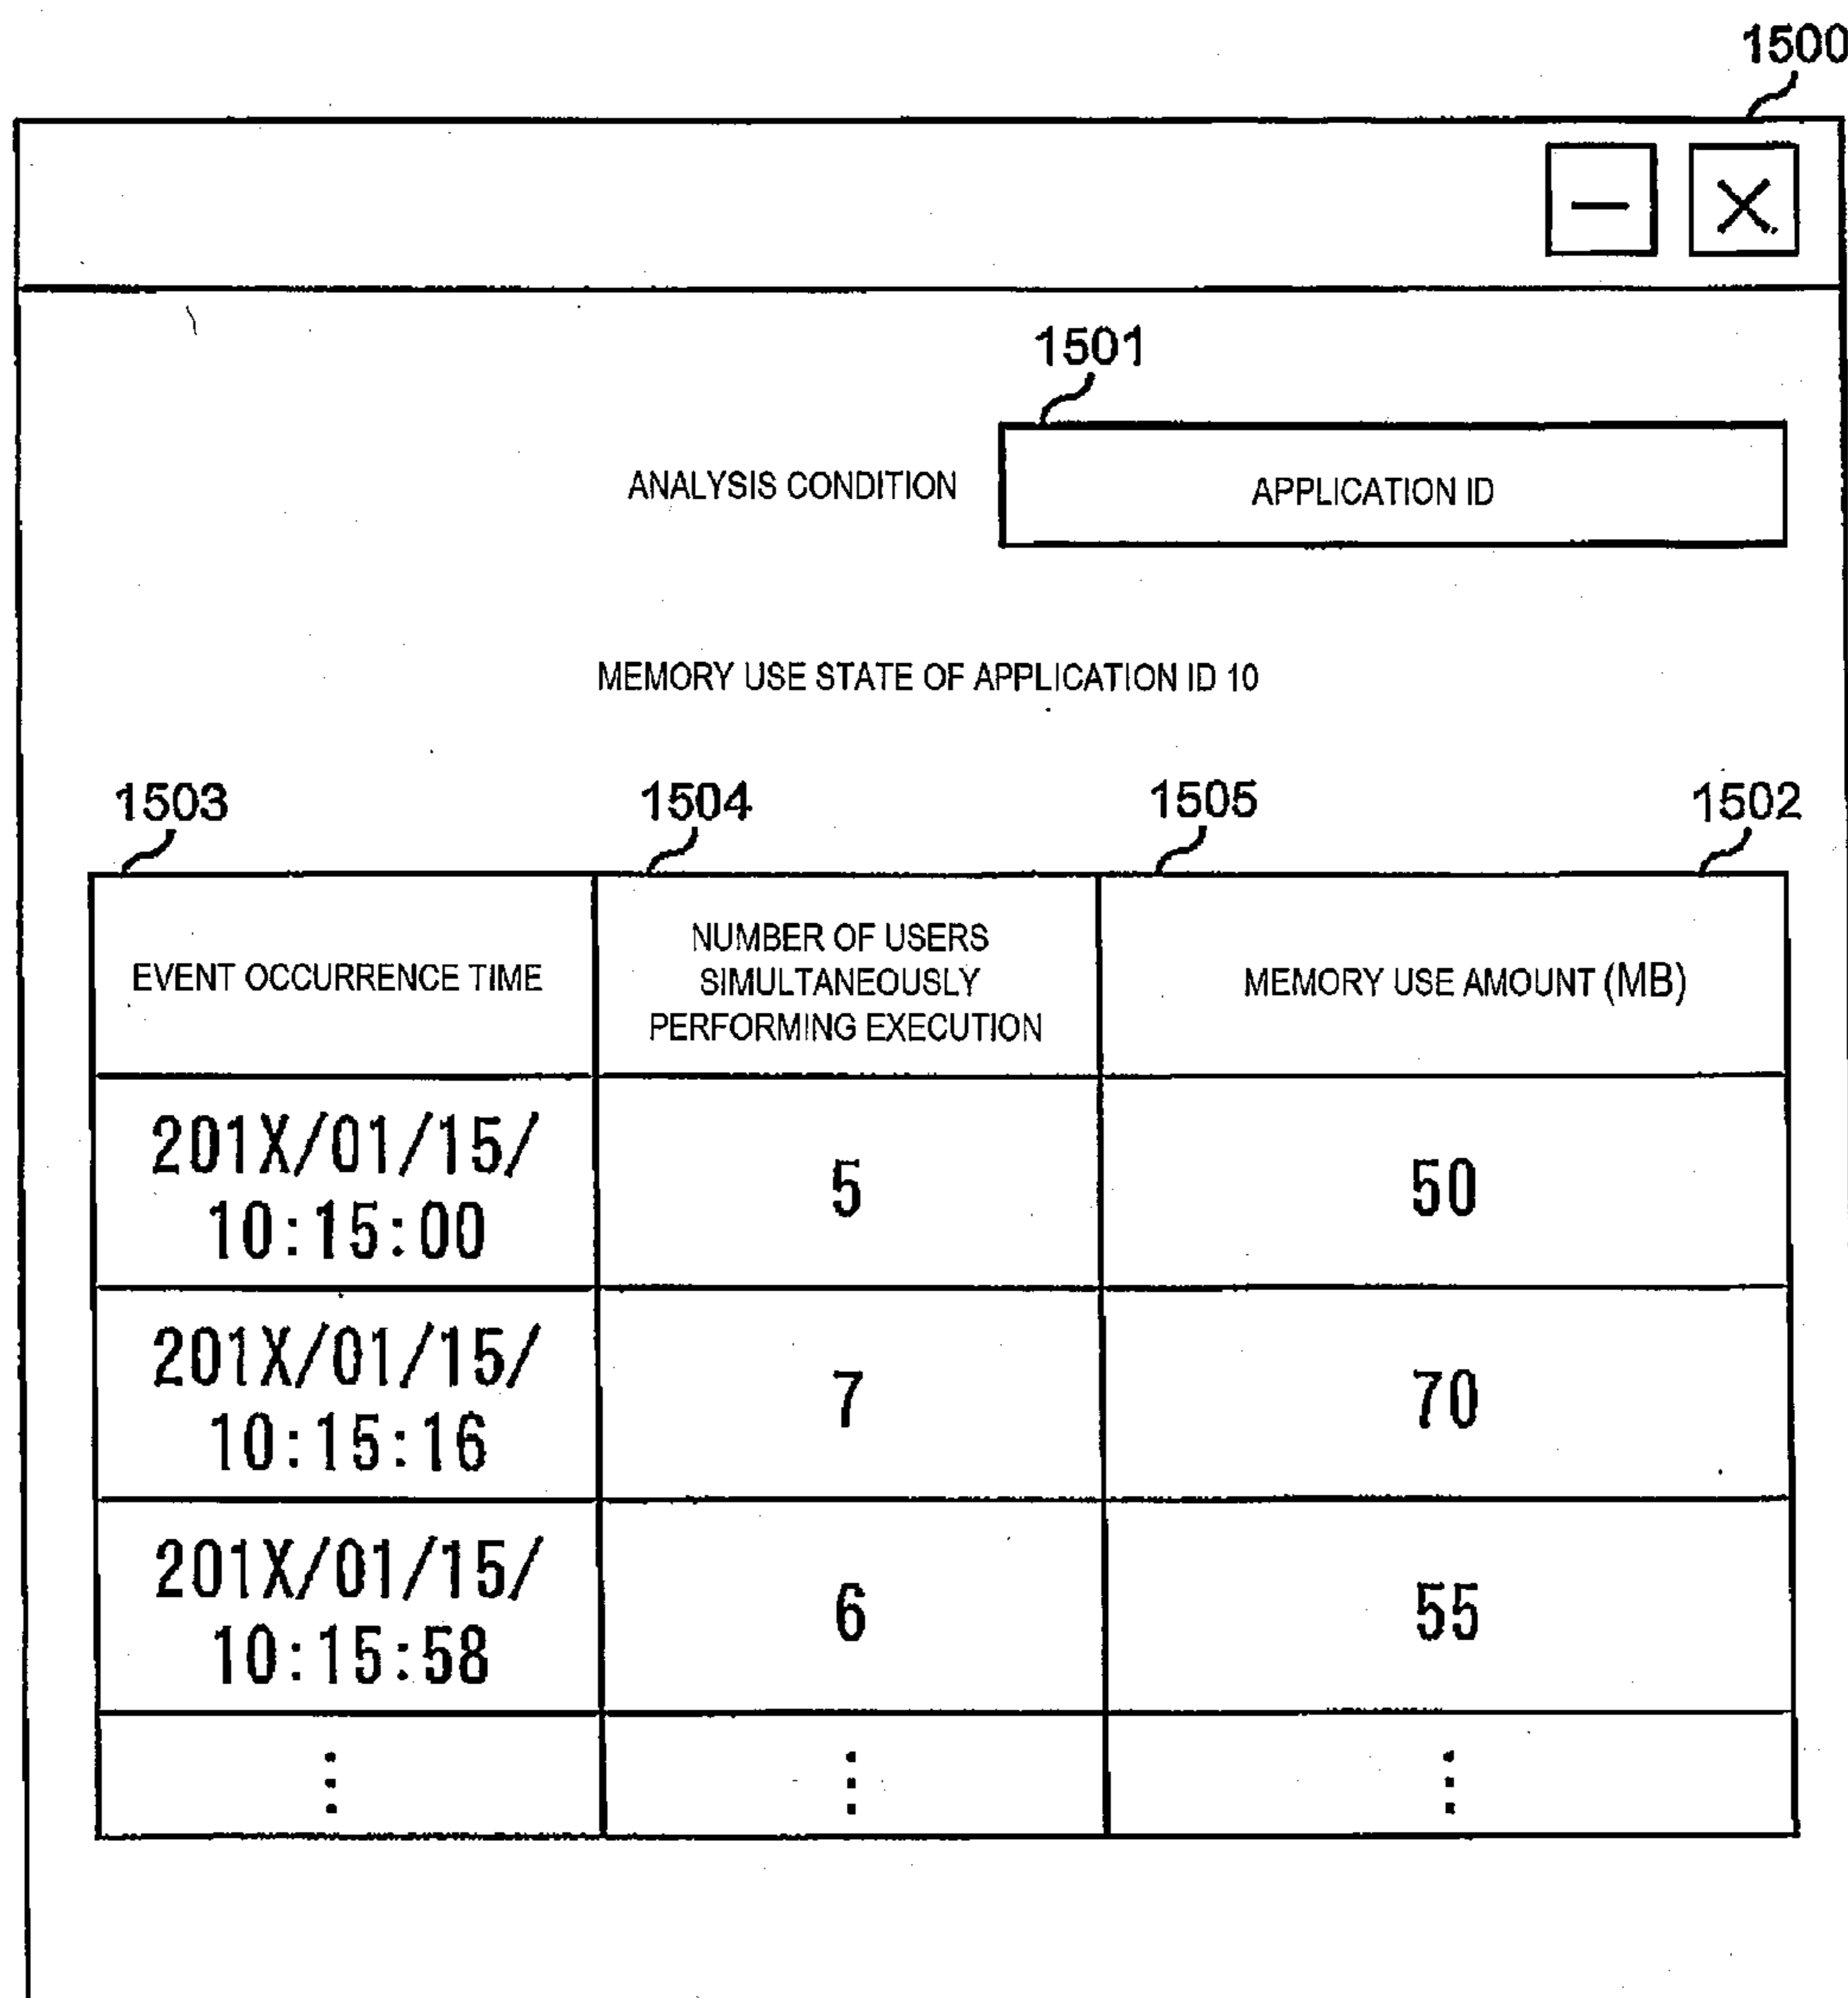 1500
1501
ANALYSIS CONDITION
APPLICATION ID
MEMORY USE STATE OF APPLICATION ID 10
1503
1504
1505
1502
EVENT OCCURRENCE TIME
NUMBER OF USERS
SIMULTANEOUSLY
PERFORMING EXECUTION
MEMORY USE AMOUNT (MB)
201X/01/15/
10:15:00
5
50
201X/01/15/
10:15:16
7
70
201X/01/15/
10:15:58
6
55